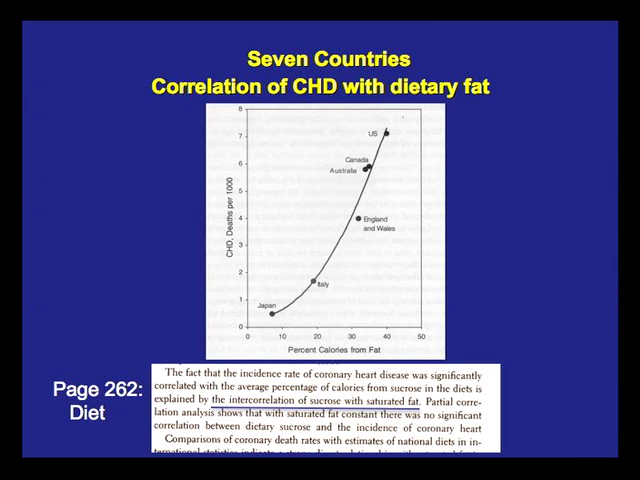 Seven Countries
Correlation of CHD with dietary fat
8
7
6
5
4
3
2
1
0
CHD, Deaths per 1000
US
Canada
Australia
England
and Wales
Italy
Japan
0 10 20 30 40 50
Percent Calories from Fat
Page 262:
Diet
The fact that the incidence rate of coronary heart disease was significantly
correlated with the average percentage of calories from sucrose in the diets is
explained by the intercorrelation of sucrose with saturated fat. Partial corre-
lation analysis shows that with saturated fat constant there was no significant
correlation between dietary sucrose and the incidence of coronary heart
Comparisons of coronary death rates with estimates of national diets in in-